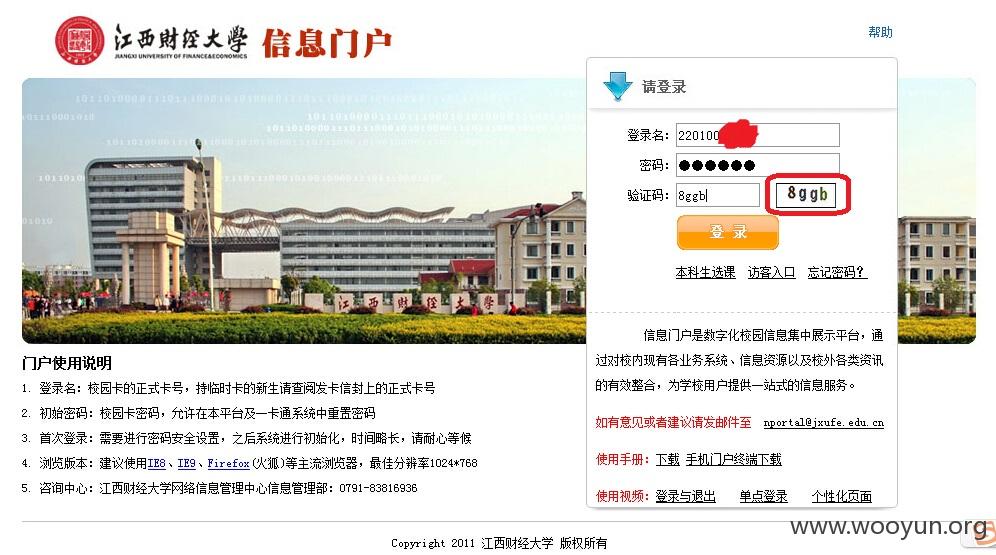 江西财经大学 信息门户
JIANGXI UNIVERSITY OF FINANCE&ECONOMICS
帮助
请登录
登录名: 220100
密码: ●●●●●●
验证码: 8ggb 8ggb
登 录
本科生选课 访客入口 忘记密码?
江西财经大学
信息门户是数字化校园信息集中展示平台，通
过对校内现有各业务系统、信息资源以及校外各类资讯
的有效整合，为学校用户提供一站式的信息服务。
如有意见或者建议请发邮件至 nportal@jxufe.edu.cn
使用手册: 下载 手机门户终端下载
使用视频: 登录与退出 单点登录 个性化页面
门户使用说明
1. 登录名: 校园卡的正式卡号，持临时卡的新生请查阅发卡信封上的正式卡号
2. 初始密码: 校园卡密码，允许在本平台及一卡通系统中重置密码
3. 首次登录: 需要进行密码安全设置，之后系统进行初始化，时间略长，请耐心等候
4. 浏览版本: 建议使用IE8、IE9、Firefox(火狐)等主流浏览器，最佳分辨率1024*768
5. 咨询中心: 江西财经大学网络信息管理中心信息管理部: 0791-83816936
www.wooyun.org
Copyright 2011 江西财经大学 版权所有